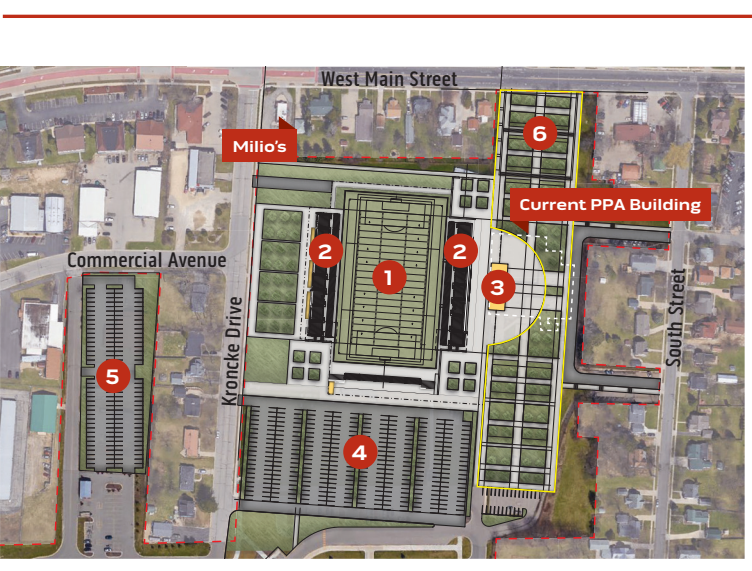 West Main Street
6
Milio's
Current PPA Building
2
2
Commercial Avenue
1
3
South Street
Kroncke Drive
5
4